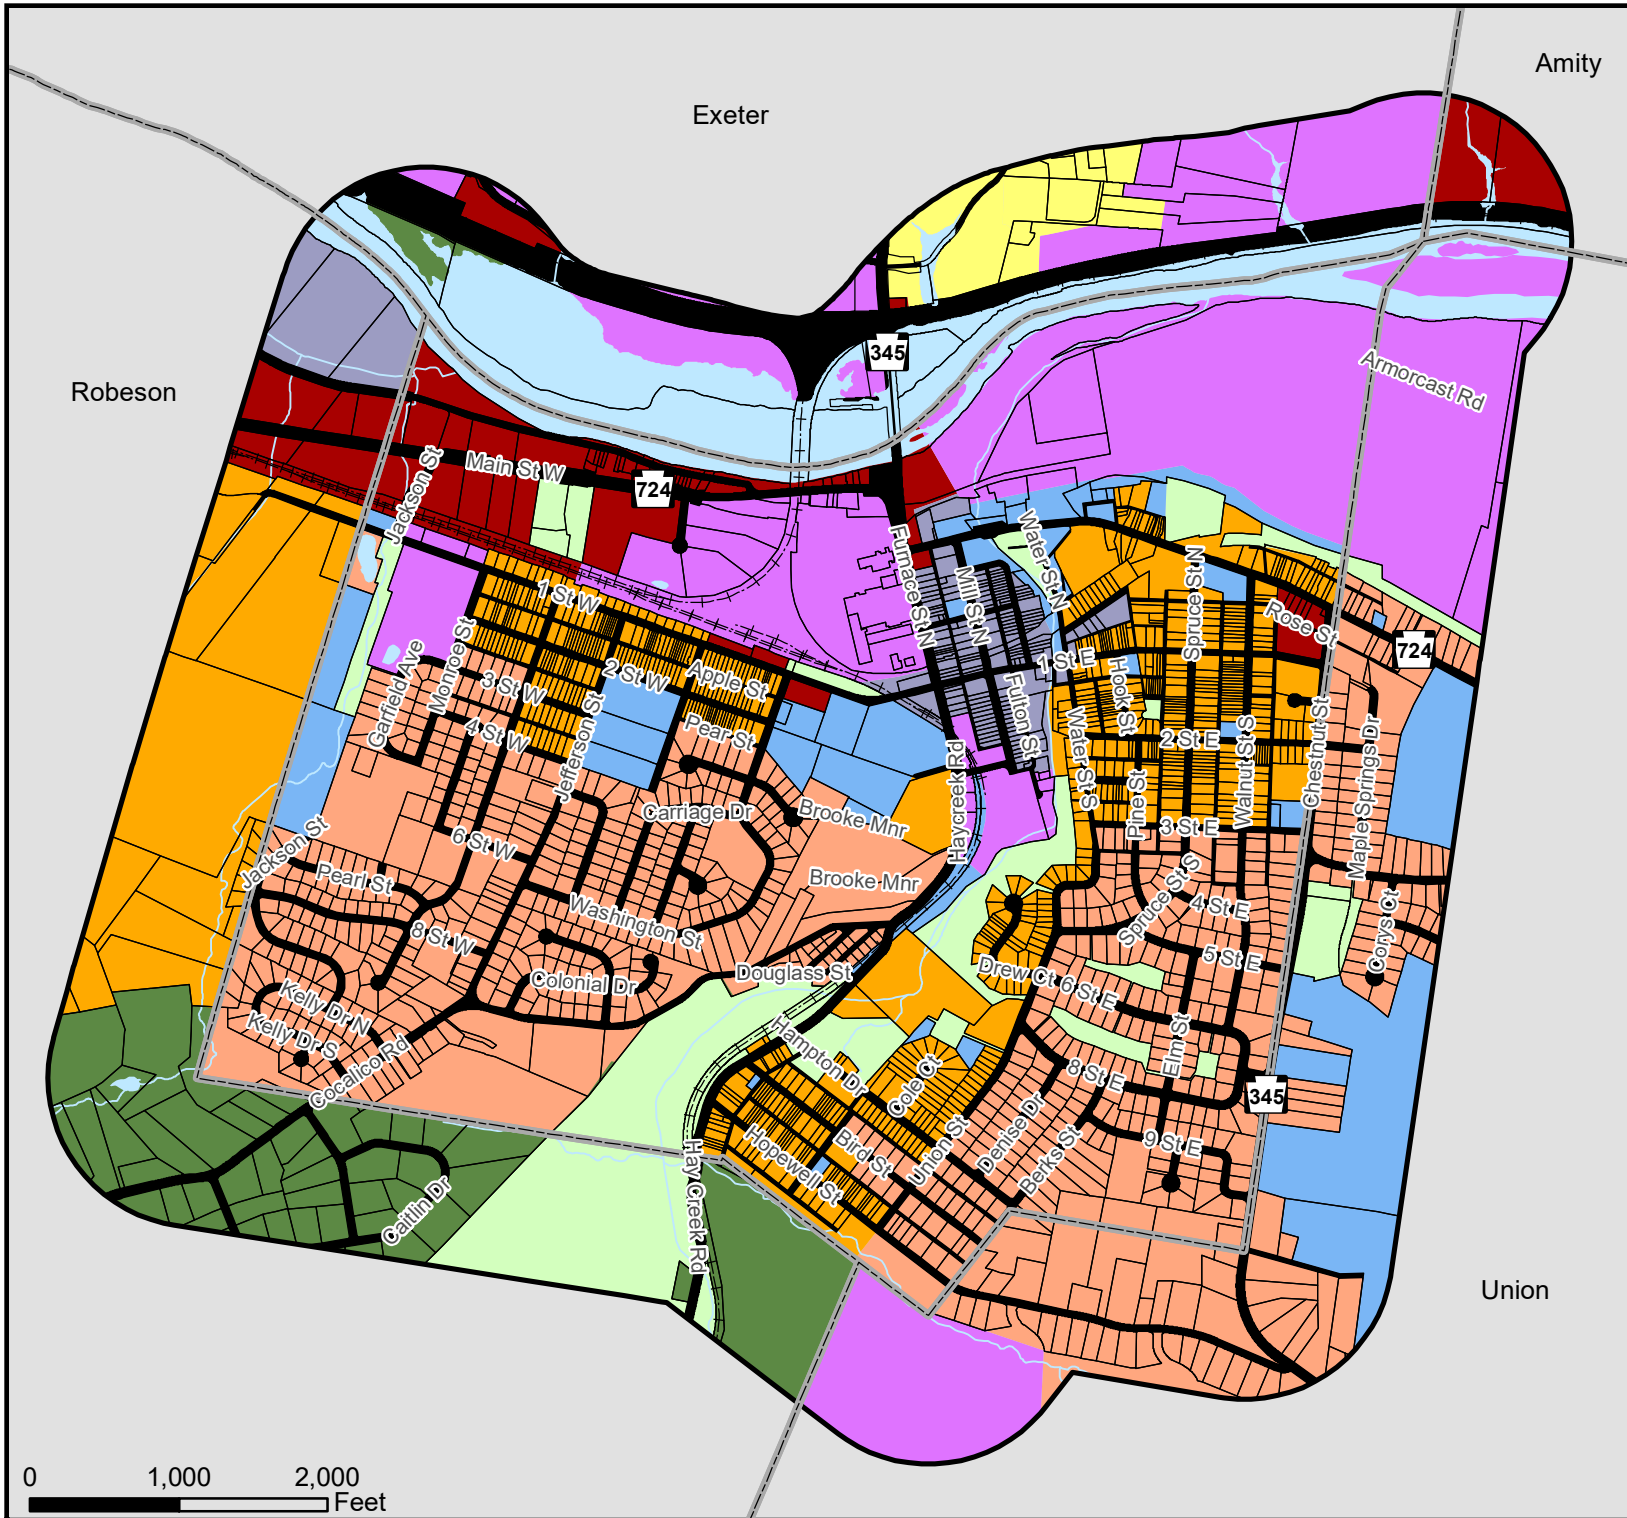 Amity
Exeter
345
Robeson
Armorcast Rd
Main St W
724
Jackson St
Water St N
Furnace St N
Mill St N
Spruce St N
1 St W
Rose St
724
1 St E
Garfield Ave
Monroe St
2 St W
Apple St
3 St W
Hook St
Fulton St
4 St W
Jefferson St
Pear St
Water St S
2 St E
Walnut St S
Chestnut St
Maple Springs Dr
Haycreek Rd
Pine St
Carriage Dr
Brooke Mnr
3 St E
6 St W
Jackson St
Pearl St
Brooke Mnr
Spruce St S
4 St E
Washington St
8 St W
Corys Ct
5 St E
Douglass St
Drew Ct
6 St E
Colonial Dr
Kelly Dr N
Kelly Dr S
Hampton Dr
Elm St
Cocalico Rd
Cole Ct
8 St E
345
Denise Dr
Union St
9 St E
Bird St
Hopewell St
Berks St
Hay Creek Rd
Caitlin Dr
Union
0 1,000 2,000
Feet